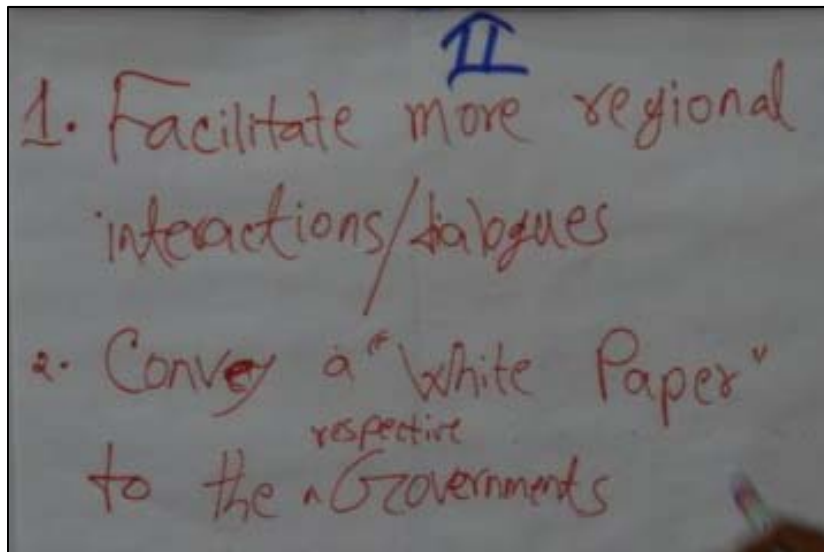 II
1. Facilitate more regional
interactions/dialogues
2. Convey a "White Paper"
respective
to the ^ Governments